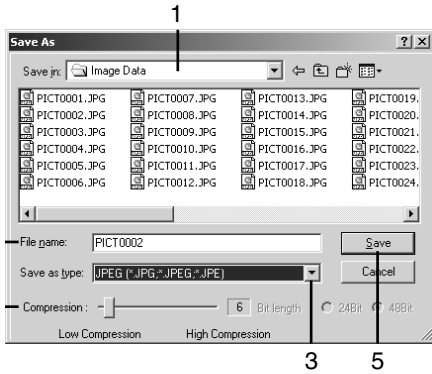 1
Save As
Save in: Image Data
PICT0001.JPG PICT0007.JPG PICT0013.JPG PICT0019.
PICT0002.JPG PICT0008.JPG PICT0014.JPG PICT0020.
PICT0003.JPG PICT0009.JPG PICT0015.JPG PICT0021.
PICT0004.JPG PICT0010.JPG PICT0016.JPG PICT0022.
PICT0005.JPG PICT0011.JPG PICT0017.JPG PICT0023.
PICT0006.JPG PICT0012.JPG PICT0018.JPG PICT0024.
File name: PICT0002 Save
Save as type: JPEG (*.JPG;*.JPEG;*.JPE) Cancel
Compression : 6 Bit length 24Bit 48Bit
Low Compression High Compression
3 5